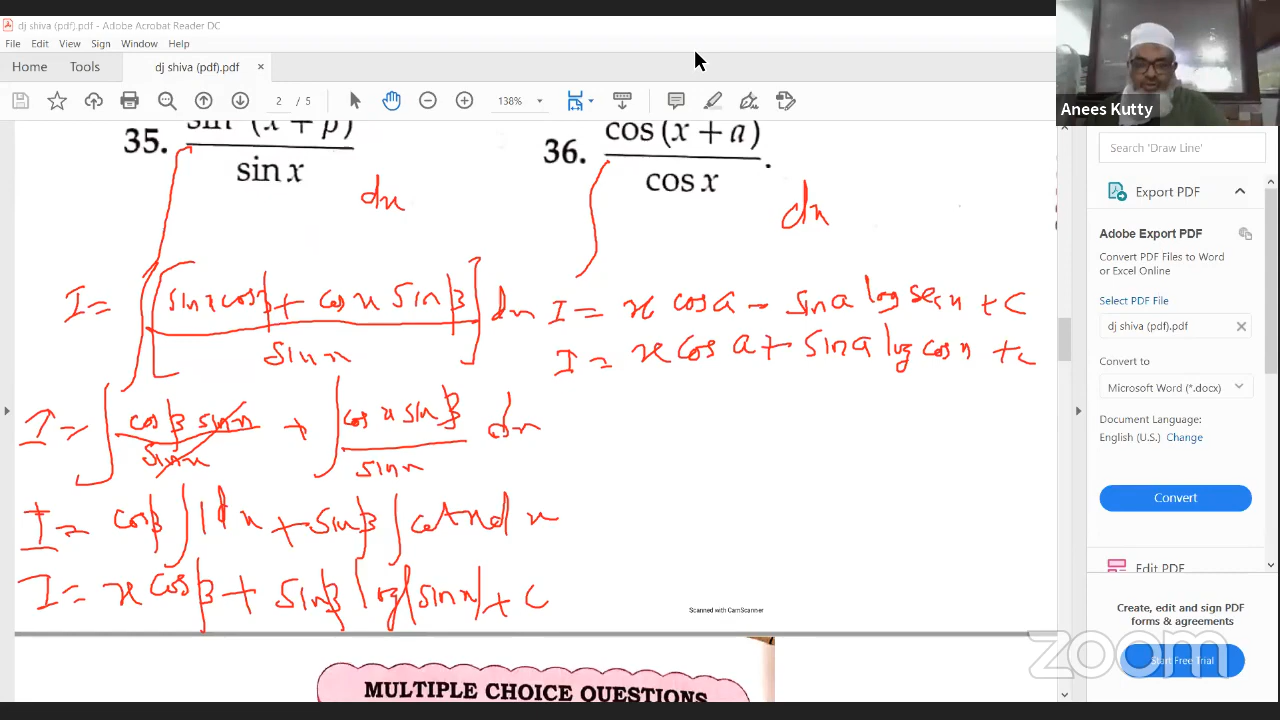 dj shiva (pdf).pdf - Adobe Acrobat Reader DC
File Edit View Sign Window Help
Home Tools dj shiva (pdf).pdf ×
2 / 5 138%
Anees Kutty
35. sin (x + β) / sin x dx
36. cos (x + a) / cos x . dx
I = ∫ [sin x cos β + cos x sin β / sin x] dx
I = ∫ cos β sin x / sin x + ∫ cos x sin β / sin x dx
I = cos β ∫ 1 dx + sin β ∫ cot x d x
I = x cos β + sin β log |sin x| + C
I = x cos a - sin a log sec x + C
I = x cos a + sin a log cos x + C
Scanned with CamScanner
MULTIPLE CHOICE QUESTIONS
Search 'Draw Line'
Export PDF
Adobe Export PDF
Convert PDF Files to Word
or Excel Online
Select PDF File
dj shiva (pdf).pdf ×
Convert to
Microsoft Word (*.docx)
Document Language:
English (U.S.) Change
Convert
Edit PDF
Create, edit and sign PDF
forms & agreements
Start Free Trial
zoom